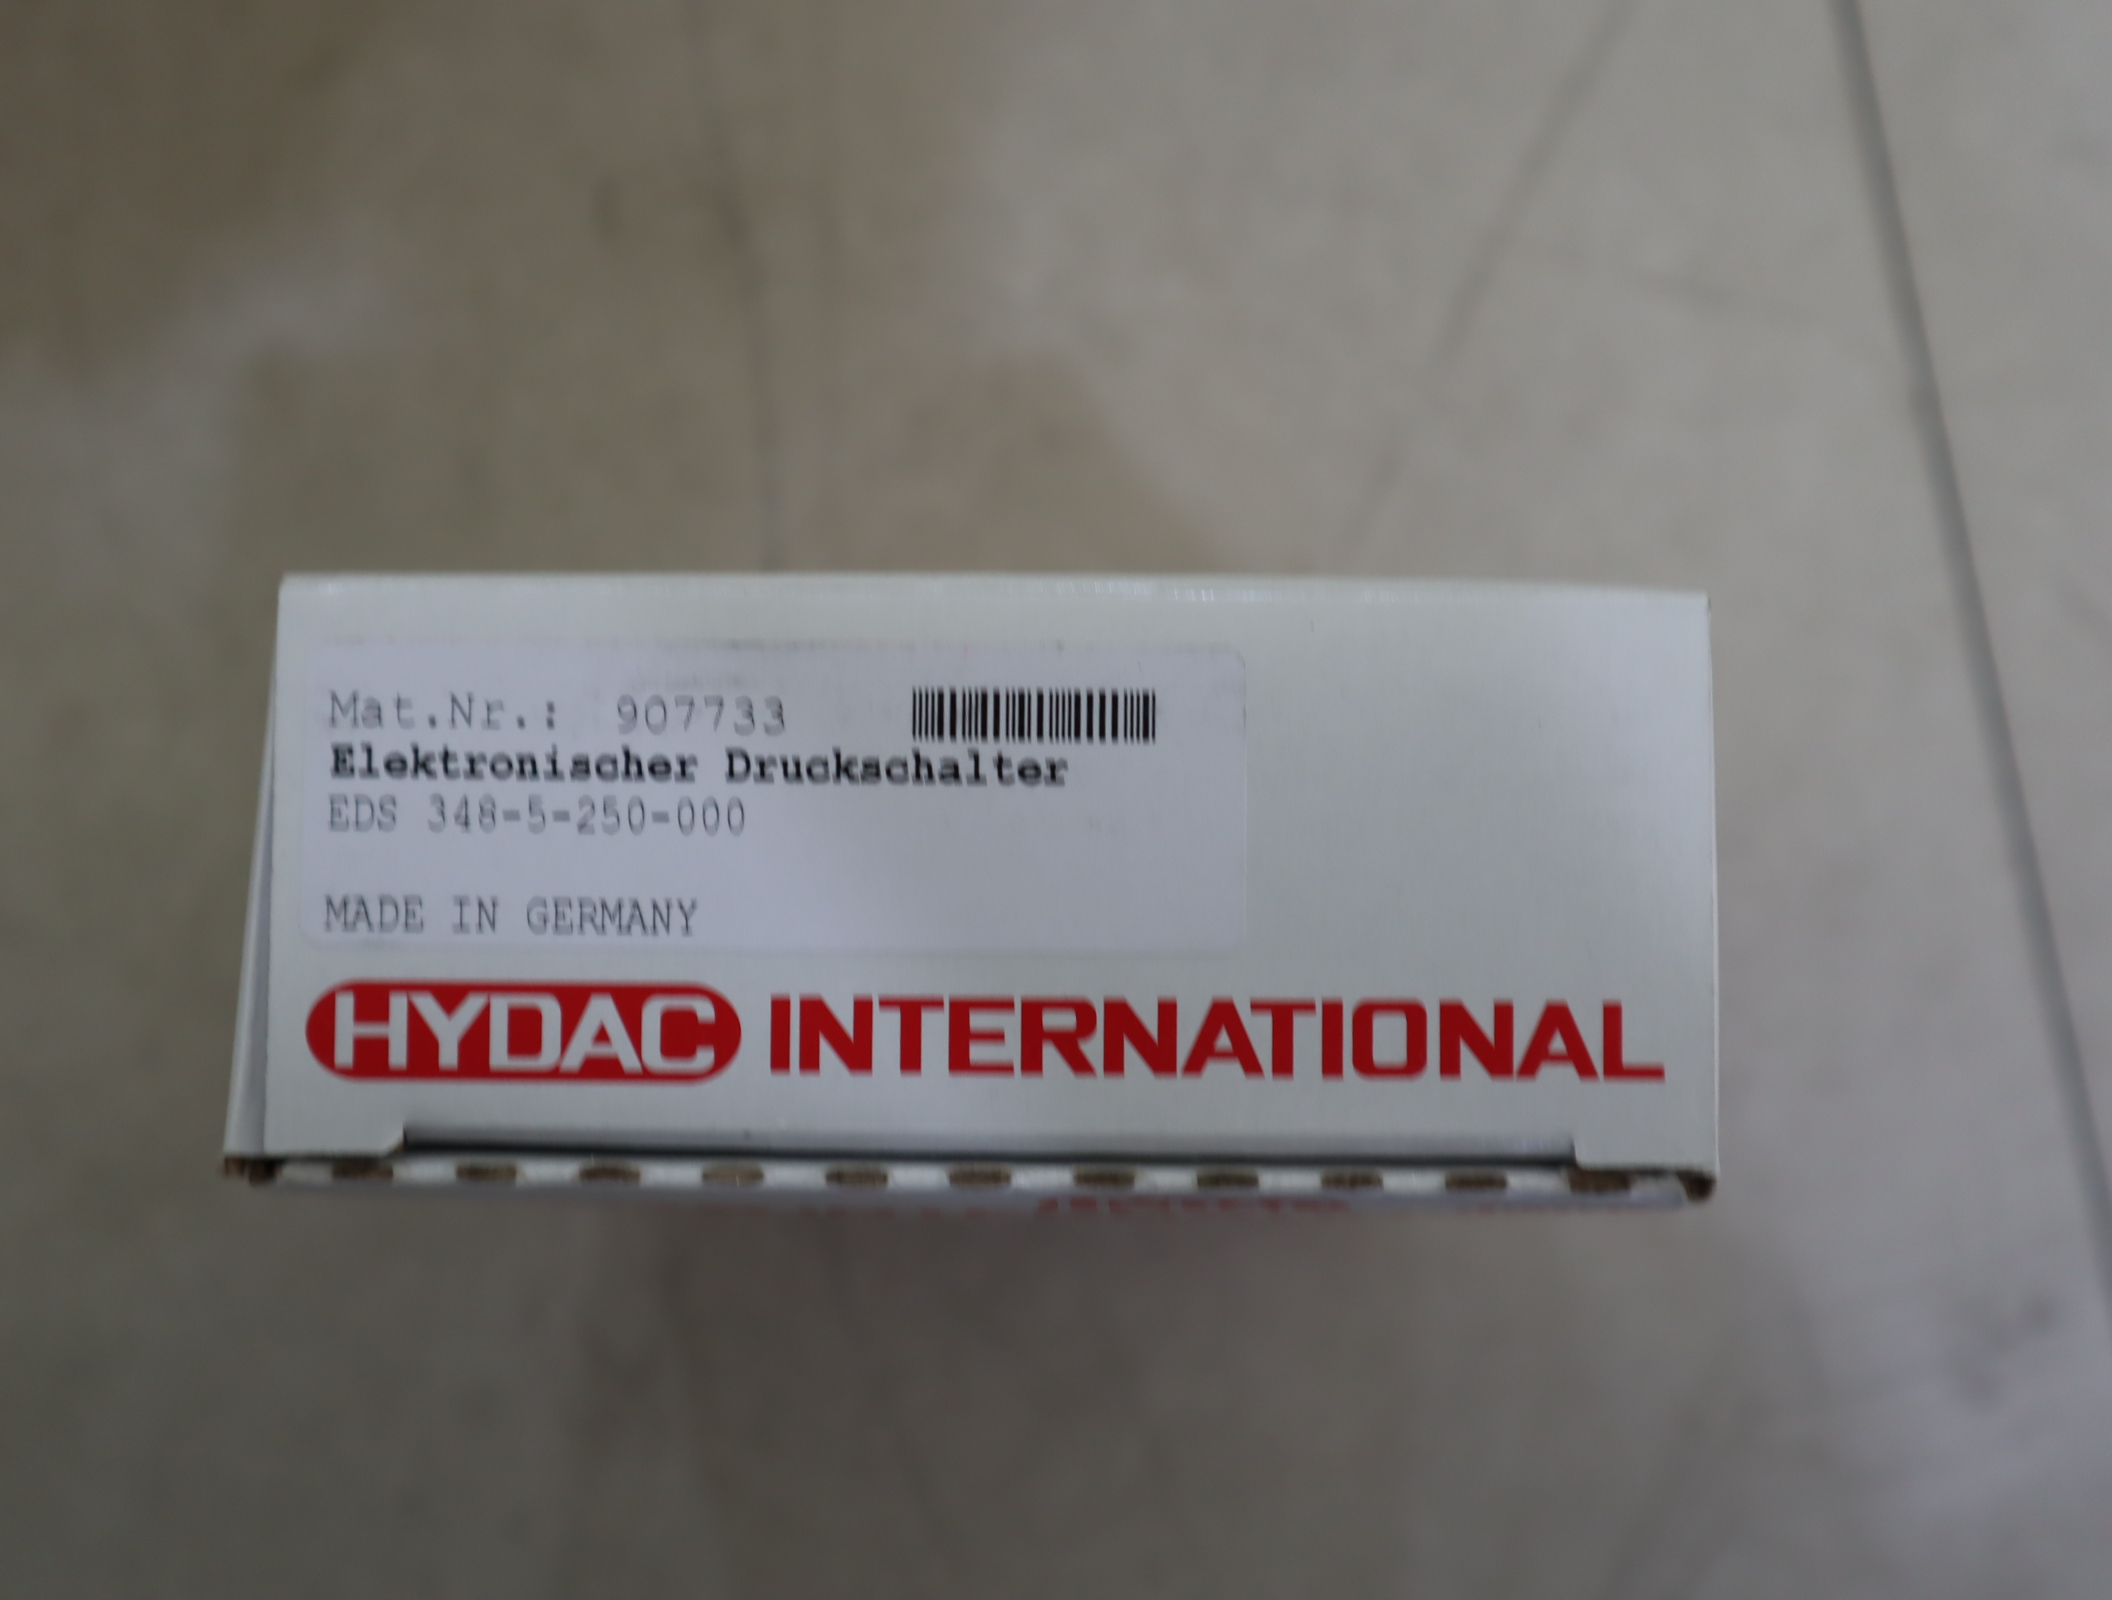 Mat.Nr.: 907733
Elektronischer Druckschalter
EDS 348-5-250-000
MADE IN GERMANY
HYDAC INTERNATIONAL